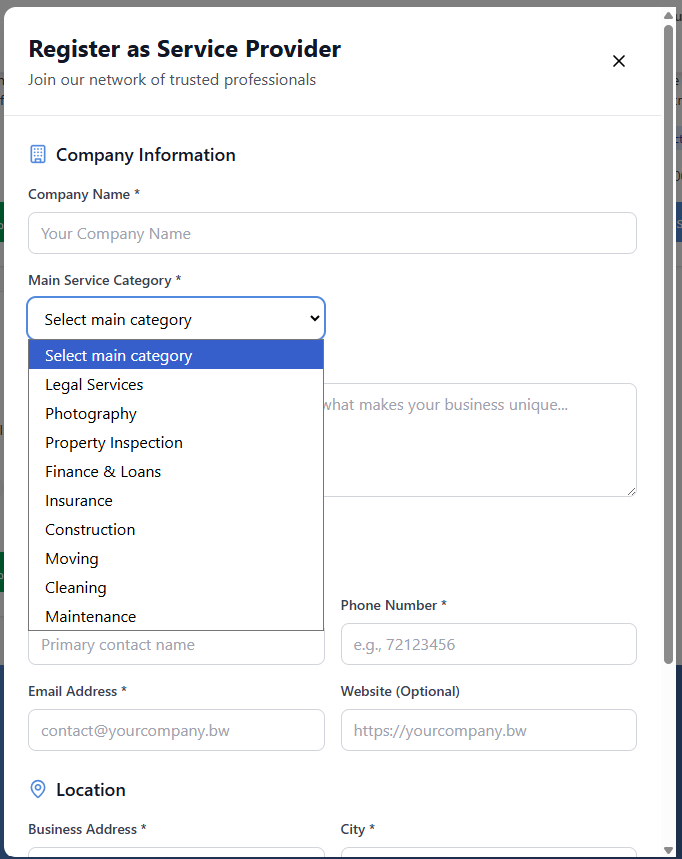 Register as Service Provider
Join our network of trusted professionals
Company Information
Company Name *
Your Company Name
Main Service Category *
Select main category
Select main category
Legal Services
Photography
Property Inspection
Finance & Loans
Insurance
Construction
Moving
Cleaning
Maintenance
what makes your business unique...
Phone Number *
Primary contact name
e.g., 72123456
Email Address *
Website (Optional)
contact@yourcompany.bw
https://yourcompany.bw
Location
Business Address *
City *